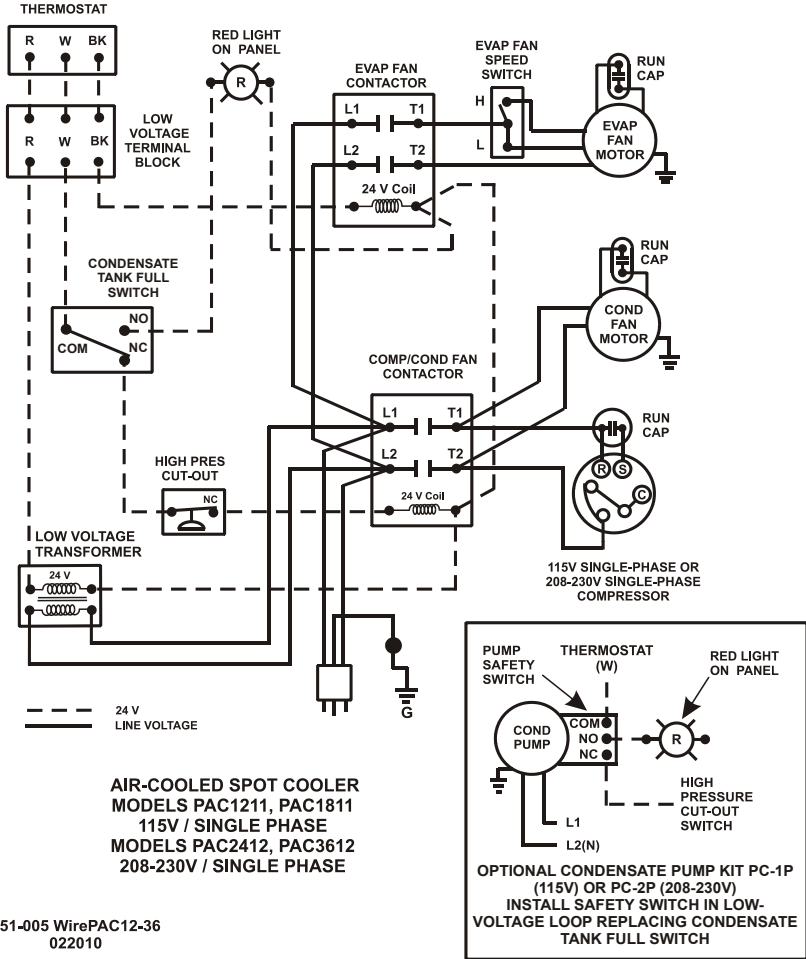 THERMOSTAT
R W BK
RED LIGHT
ON PANEL
R
LOW
VOLTAGE
TERMINAL
BLOCK
R W BK
EVAP FAN
CONTACTOR
L1 T1
L2 T2
24 V Coil
EVAP FAN
SPEED
SWITCH
H
L
RUN
CAP
EVAP
FAN
MOTOR
CONDENSATE
TANK FULL
SWITCH
NO
COM
NC
RUN
CAP
COND
FAN
MOTOR
COMP/COND FAN
CONTACTOR
L1 T1
L2 T2
24 V Coil
RUN
CAP
R S
C
HIGH PRES
CUT-OUT
NC
LOW VOLTAGE
TRANSFORMER
24 V
115V SINGLE-PHASE OR
208-230V SINGLE-PHASE
COMPRESSOR
G
24 V
LINE VOLTAGE
AIR-COOLED SPOT COOLER
MODELS PAC1211, PAC1811
115V / SINGLE PHASE
MODELS PAC2412, PAC3612
208-230V / SINGLE PHASE
PUMP
SAFETY
SWITCH
THERMOSTAT
(W)
RED LIGHT
ON PANEL
COND
PUMP
COM
NO
NC
R
HIGH
PRESSURE
CUT-OUT
SWITCH
L1
L2(N)
OPTIONAL CONDENSATE PUMP KIT PC-1P
(115V) OR PC-2P (208-230V)
INSTALL SAFETY SWITCH IN LOW-
VOLTAGE LOOP REPLACING CONDENSATE
TANK FULL SWITCH
51-005 WirePAC12-36
022010